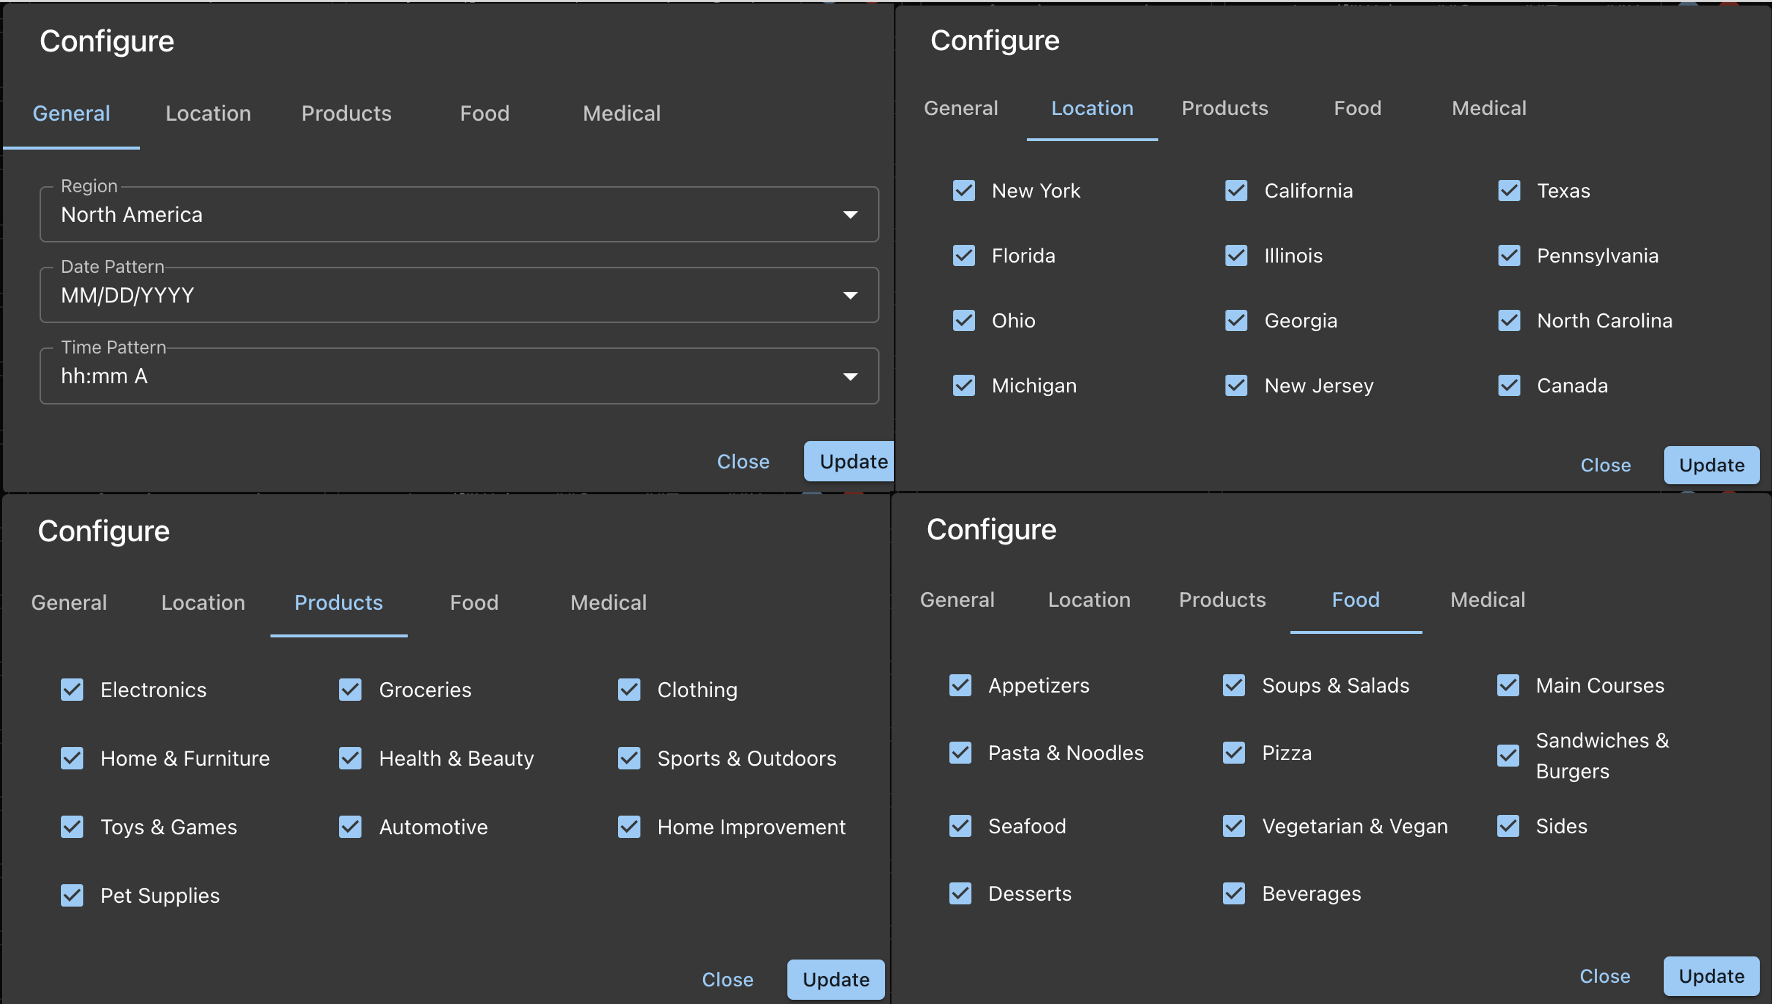 Configure
General Location Products Food Medical
Region
North America
Date Pattern
MM/DD/YYYY
Time Pattern
hh:mm A
Close Update
Configure
General Location Products Food Medical
New York California Texas
Florida Illinois Pennsylvania
Ohio Georgia North Carolina
Michigan New Jersey Canada
Close Update
Configure
General Location Products Food Medical
Electronics Groceries Clothing
Home & Furniture Health & Beauty Sports & Outdoors
Toys & Games Automotive Home Improvement
Pet Supplies
Close Update
Configure
General Location Products Food Medical
Appetizers Soups & Salads Main Courses
Pasta & Noodles Pizza Sandwiches &
Burgers
Seafood Vegetarian & Vegan Sides
Desserts Beverages
Close Update